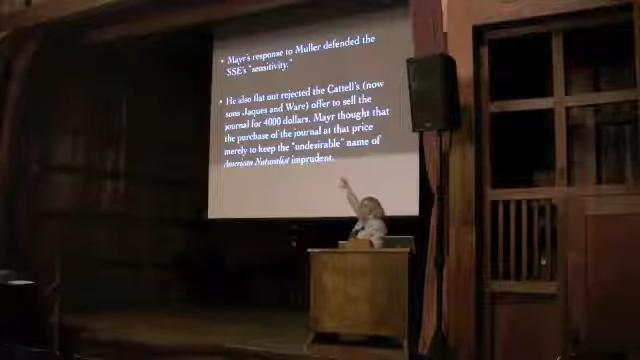 • Mayr's response to Muller defended the
SSE's "sensitivity."
• He also flat out rejected the Cattell's (now
sons Jaques and Ware) offer to sell the
journal for 4000 dollars. Mayr thought that
the purchase of the journal at that price
merely to keep the "undesirable" name of
American Naturalist imprudent.